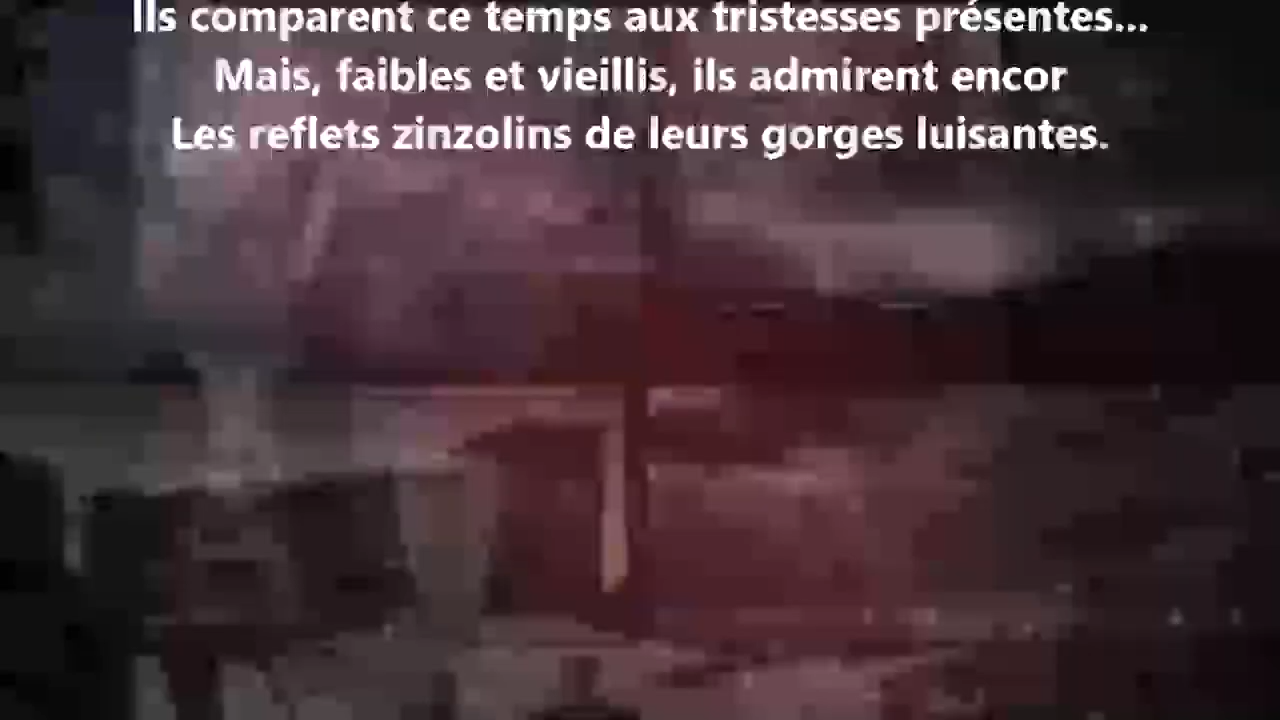 Ils comparent ce temps aux tristesses présentes...
Mais, faibles et vieillis, ils admirent encor
Les reflets zinzolins de leurs gorges luisantes.